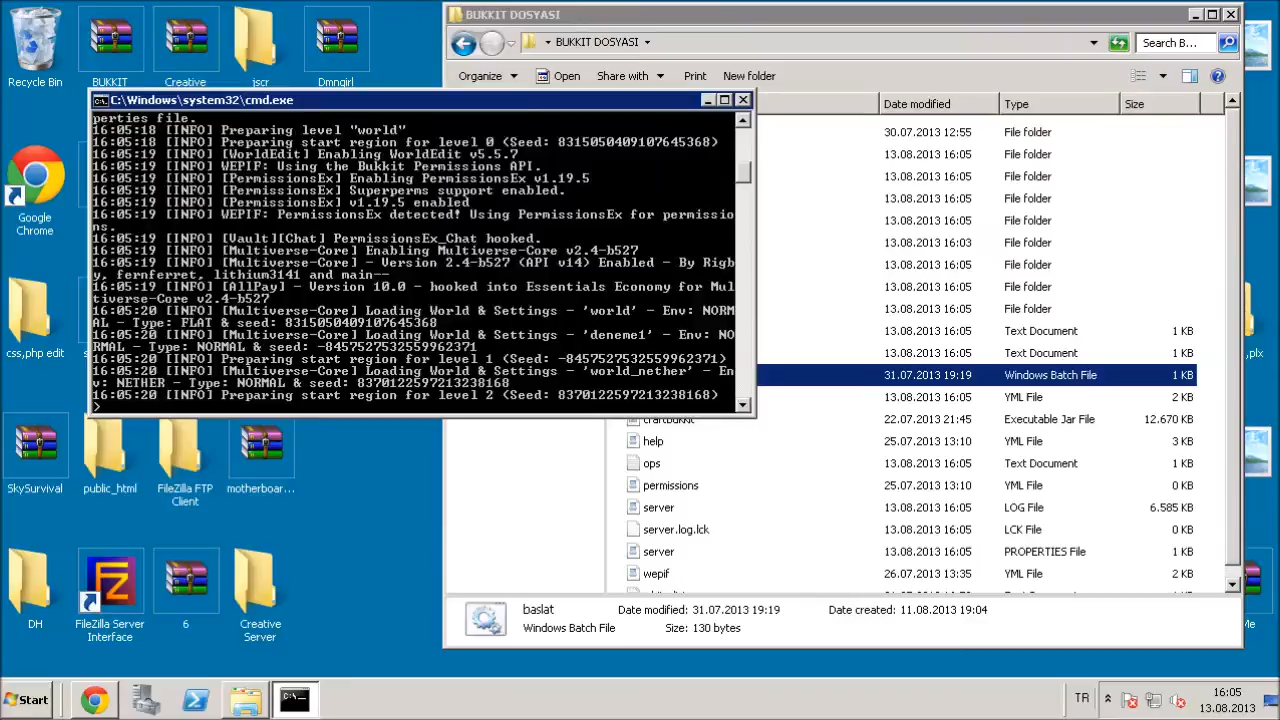 Recycle Bin
BUKKIT
Creative
jscr
Dmngirl
Google
Chrome
css,php edit
SkySurvival
public_html
FileZilla FTP
Client
motherboar...
DH
FileZilla Server
Interface
6
Creative
Server
C:\Windows\system32\cmd.exe
perties file.
16:05:18 [INFO] Preparing level "world"
16:05:18 [INFO] Preparing start region for level 0 (Seed: 8315050409107645368)
16:05:19 [INFO] [WorldEdit] Enabling WorldEdit v5.5.7
16:05:19 [INFO] WEPIF: Using the Bukkit Permissions API.
16:05:19 [INFO] [PermissionsEx] Enabling PermissionsEx v1.19.5
16:05:19 [INFO] [PermissionsEx] Superperms support enabled.
16:05:19 [INFO] [PermissionsEx] v1.19.5 enabled
16:05:19 [INFO] WEPIF: PermissionsEx detected! Using PermissionsEx for permissio
ns.
16:05:19 [INFO] [Vault][Chat] PermissionsEx_Chat hooked.
16:05:19 [INFO] [Multiverse-Core] Enabling Multiverse-Core v2.4-b527
16:05:19 [INFO] [Multiverse-Core] - Version 2.4-b527 (API v14) Enabled - By Rigb
y, fernferret, lithium3141 and main--
16:05:19 [INFO] [AllPay] - Version 10.0 - hooked into Essentials Economy for Mul
tiverse-Core v2.4-b527
16:05:20 [INFO] [Multiverse-Core] Loading World & Settings - 'world' - Env: NORM
AL - Type: FLAT & seed: 8315050409107645368
16:05:20 [INFO] [Multiverse-Core] Loading World & Settings - 'deneme1' - Env: NO
RMAL - Type: NORMAL & seed: -8457527532559962371
16:05:20 [INFO] Preparing start region for level 1 (Seed: -8457527532559962371)
16:05:20 [INFO] [Multiverse-Core] Loading World & Settings - 'world_nether' - En
v: NETHER - Type: NORMAL & seed: 8370122597213238168
16:05:20 [INFO] Preparing start region for level 2 (Seed: 8370122597213238168)
>
BUKKIT DOSYASI
BUKKIT DOSYASI
Search B...
Organize Open Share with Print New folder
Date modified Type Size
30.07.2013 12:55 File folder
13.08.2013 16:05 File folder
13.08.2013 16:05 File folder
13.08.2013 16:05 File folder
13.08.2013 16:05 File folder
13.08.2013 16:03 File folder
13.08.2013 16:05 File folder
13.08.2013 16:05 File folder
13.08.2013 16:05 File folder
13.08.2013 16:05 Text Document 1 KB
13.08.2013 16:05 Text Document 1 KB
31.07.2013 19:19 Windows Batch File 1 KB
13.08.2013 16:05 YML File 2 KB
craftbukkit 22.07.2013 21:45 Executable Jar File 12.670 KB
help 25.07.2013 13:10 YML File 3 KB
ops 13.08.2013 16:05 Text Document 1 KB
permissions 25.07.2013 13:10 YML File 0 KB
server 13.08.2013 16:05 LOG File 6.585 KB
server.log.lck 13.08.2013 16:05 LCK File 0 KB
server 13.08.2013 16:05 PROPERTIES File 1 KB
wepif 26.07.2013 13:35 YML File 2 KB
baslat Date modified: 31.07.2013 19:19 Date created: 11.08.2013 19:04
Windows Batch File Size: 130 bytes
,plx
Me
Start
TR
16:05
13.08.2013